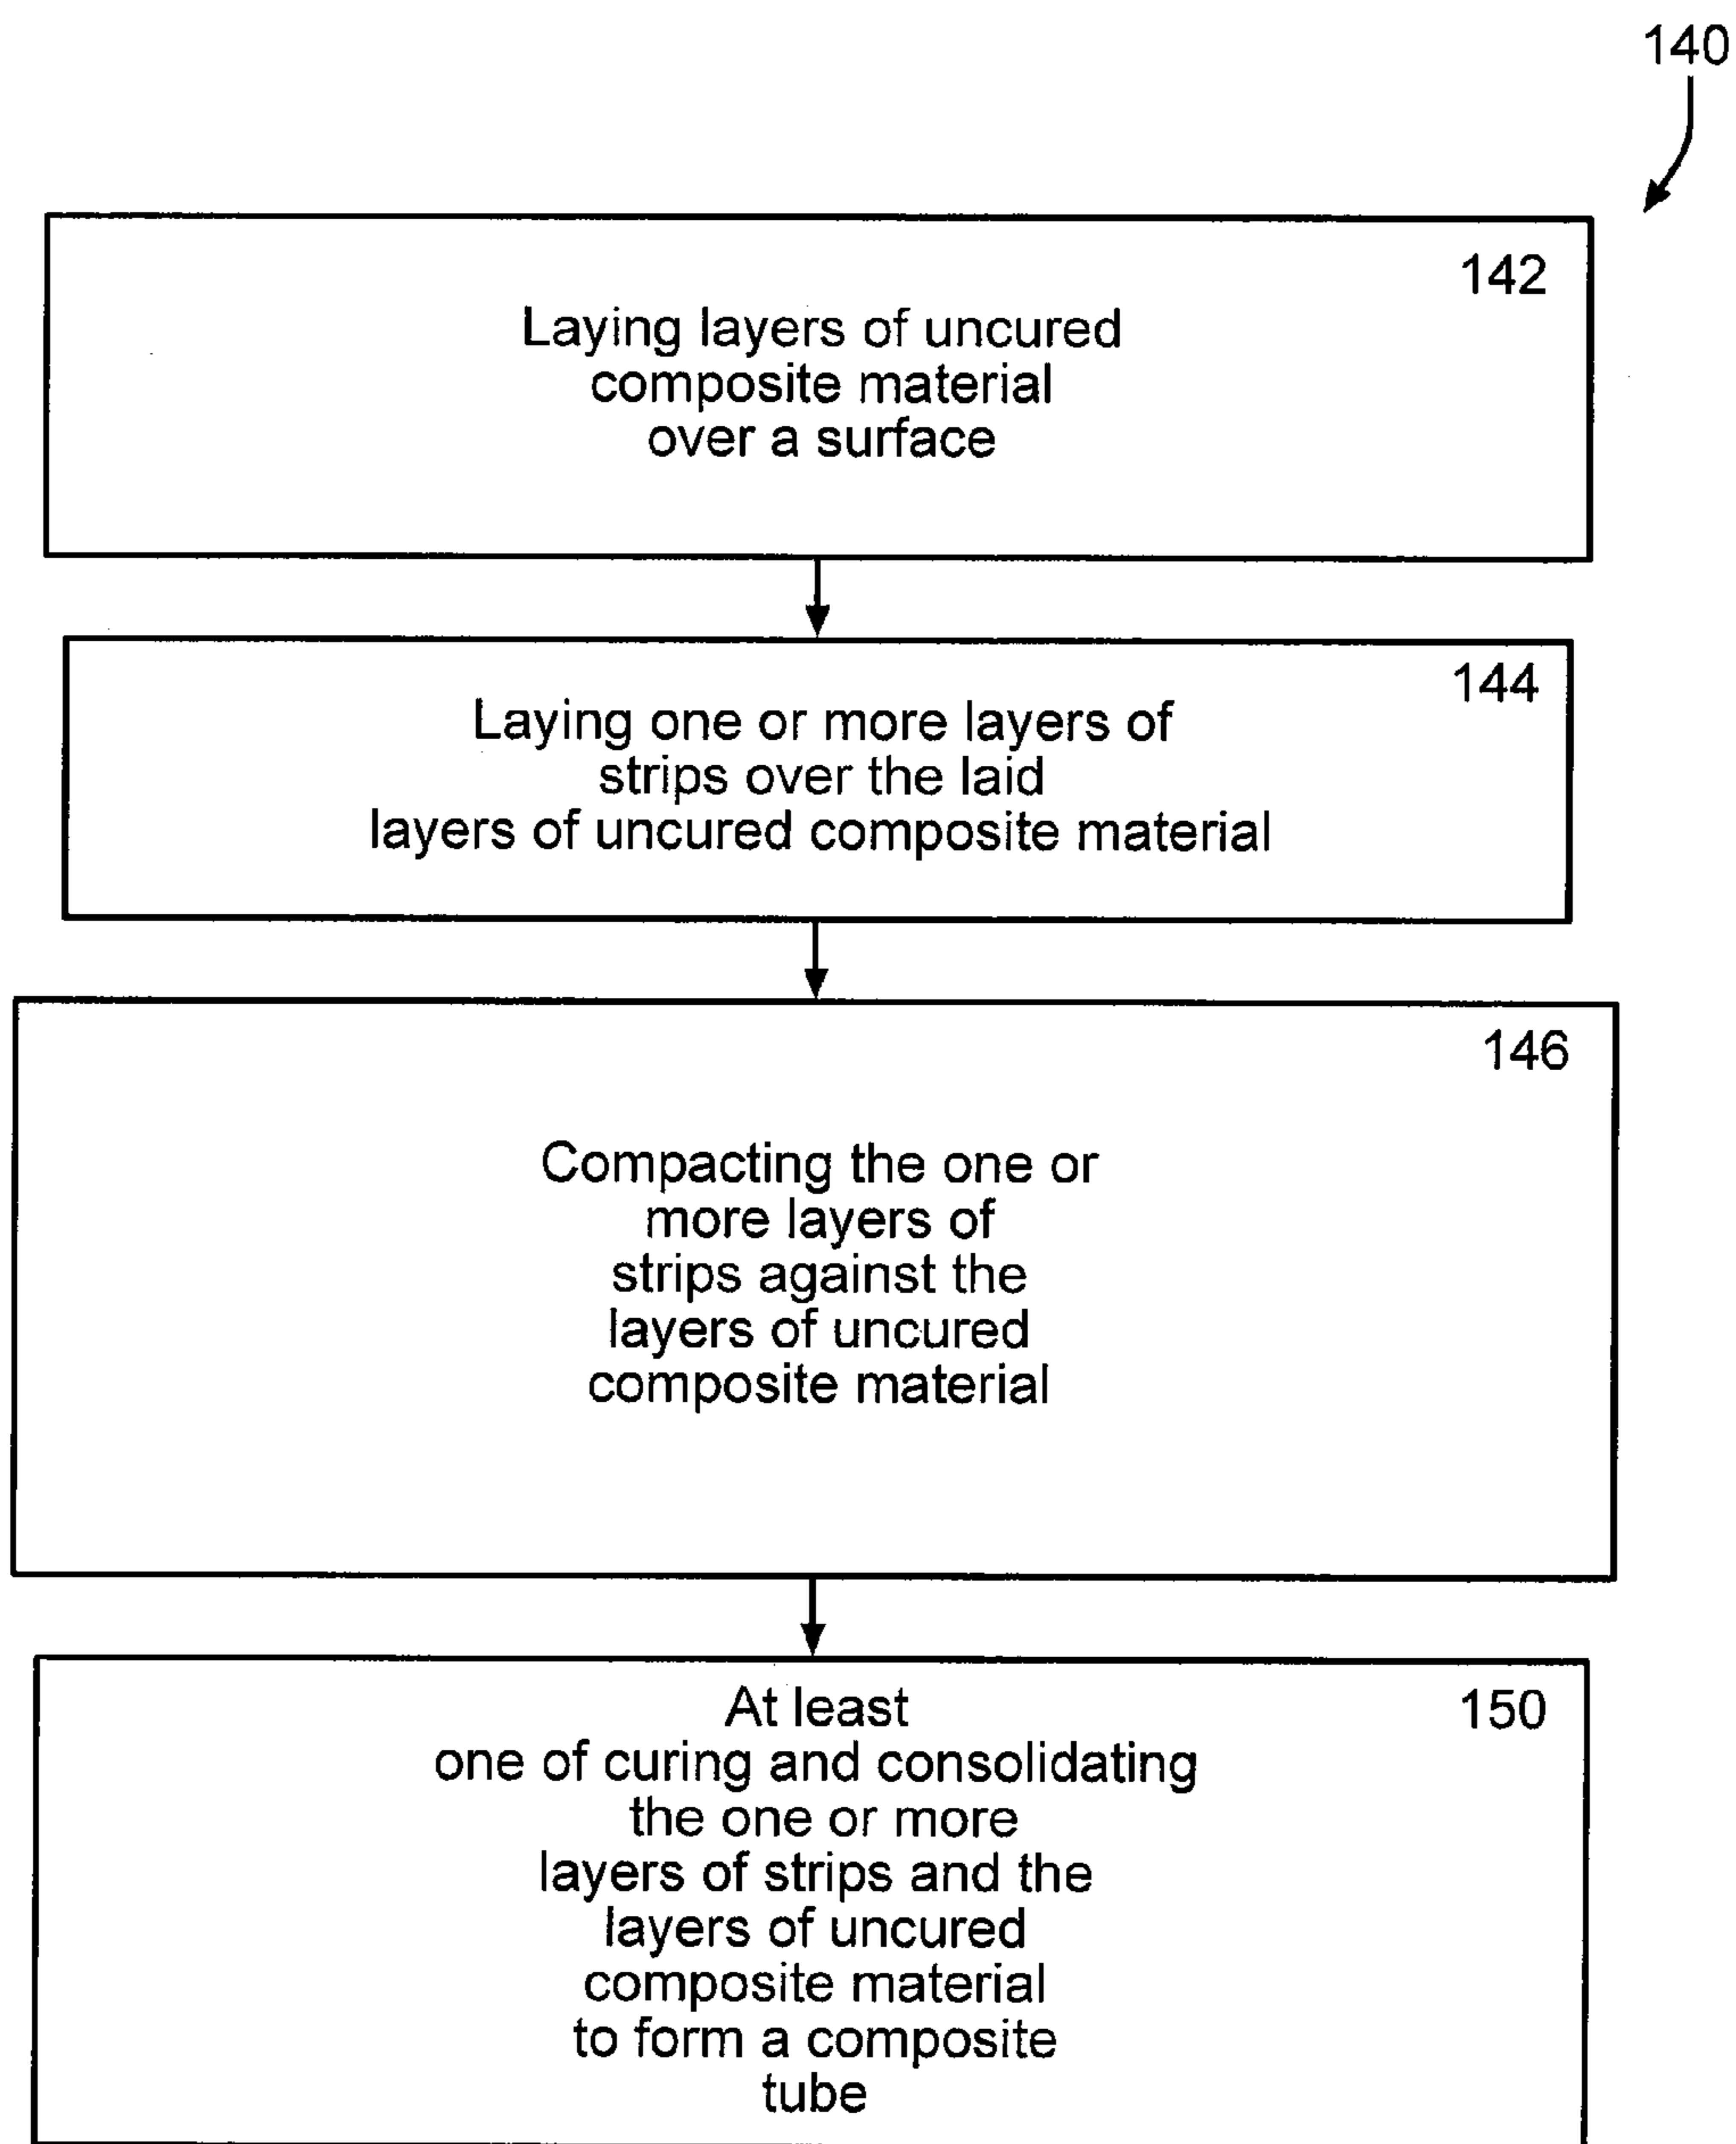 140
142
Laying layers of uncured
composite material
over a surface
144
Laying one or more layers of
strips over the laid
layers of uncured composite material
146
Compacting the one or
more layers of
strips against the
layers of uncured
composite material
150
At least
one of curing and consolidating
the one or more
layers of strips and the
layers of uncured
composite material
to form a composite
tube